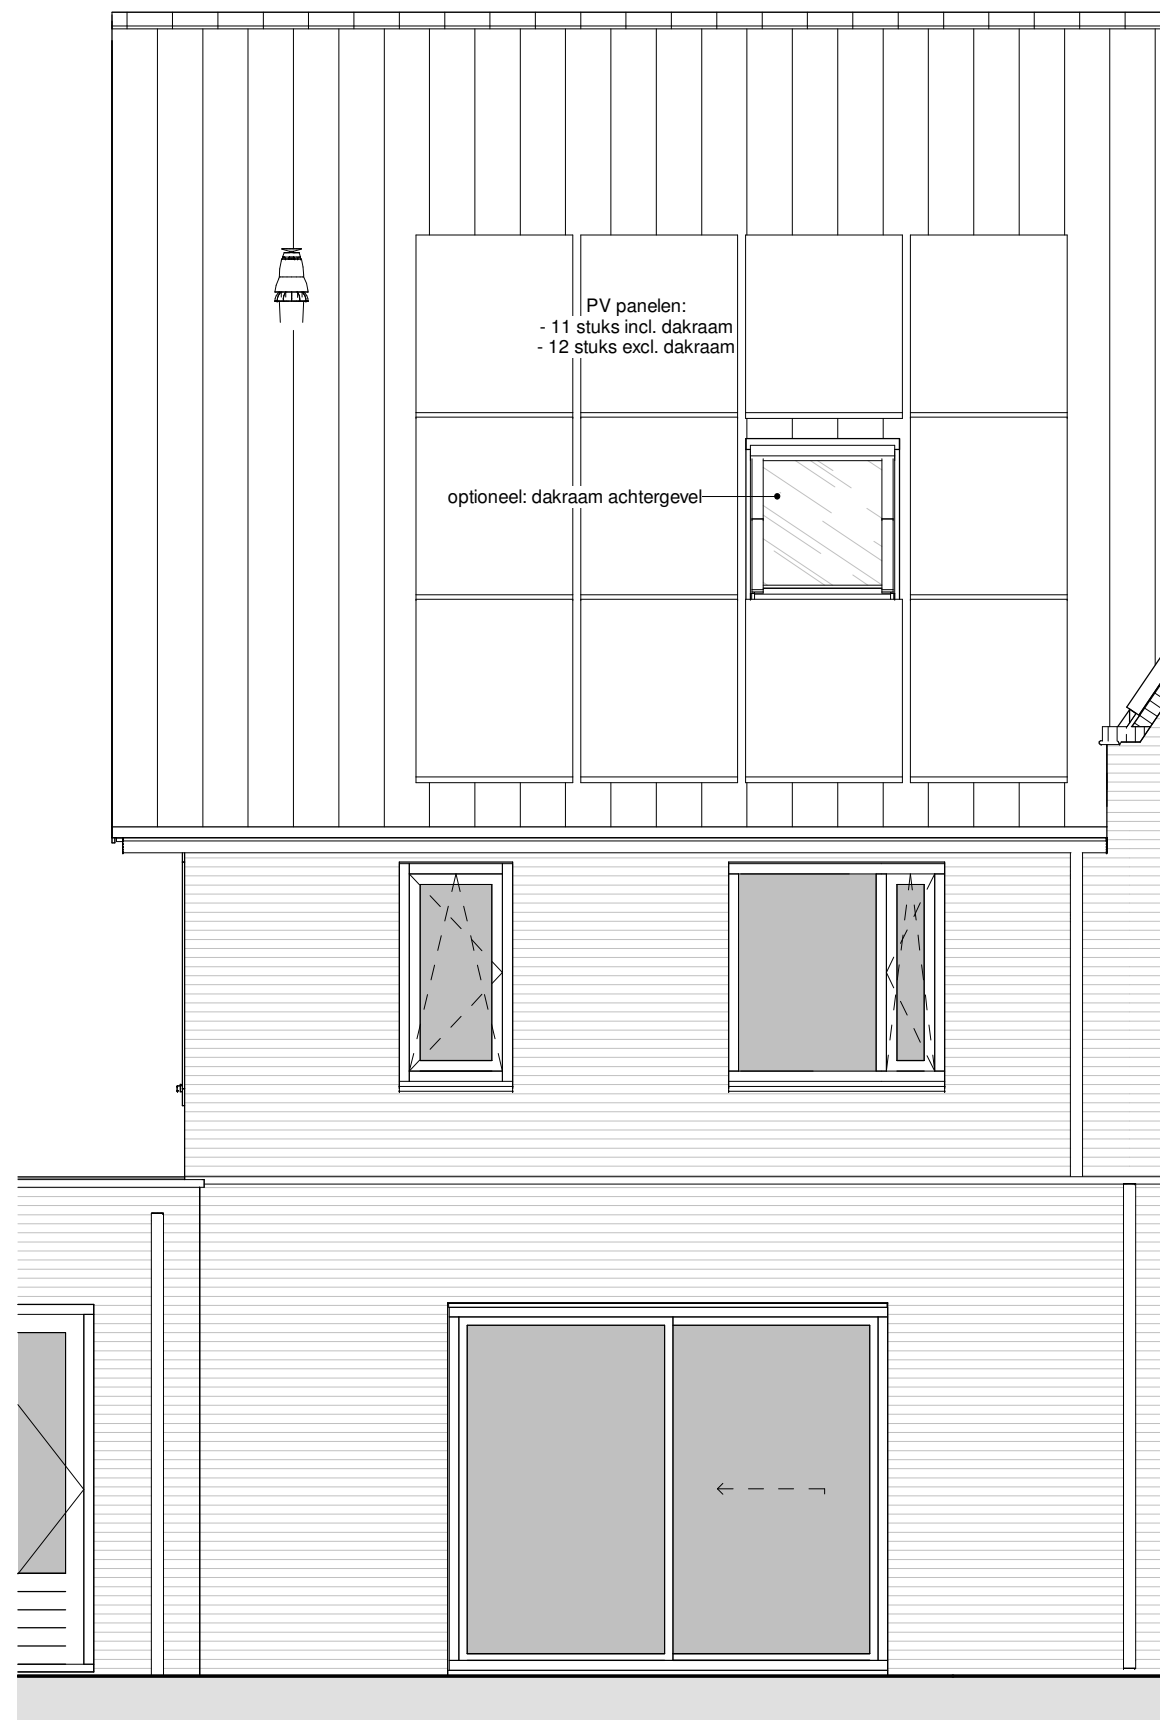 PV panelen:
- 11 stuks incl. dakraam
- 12 stuks excl. dakraam
optioneel: dakraam achtergevel